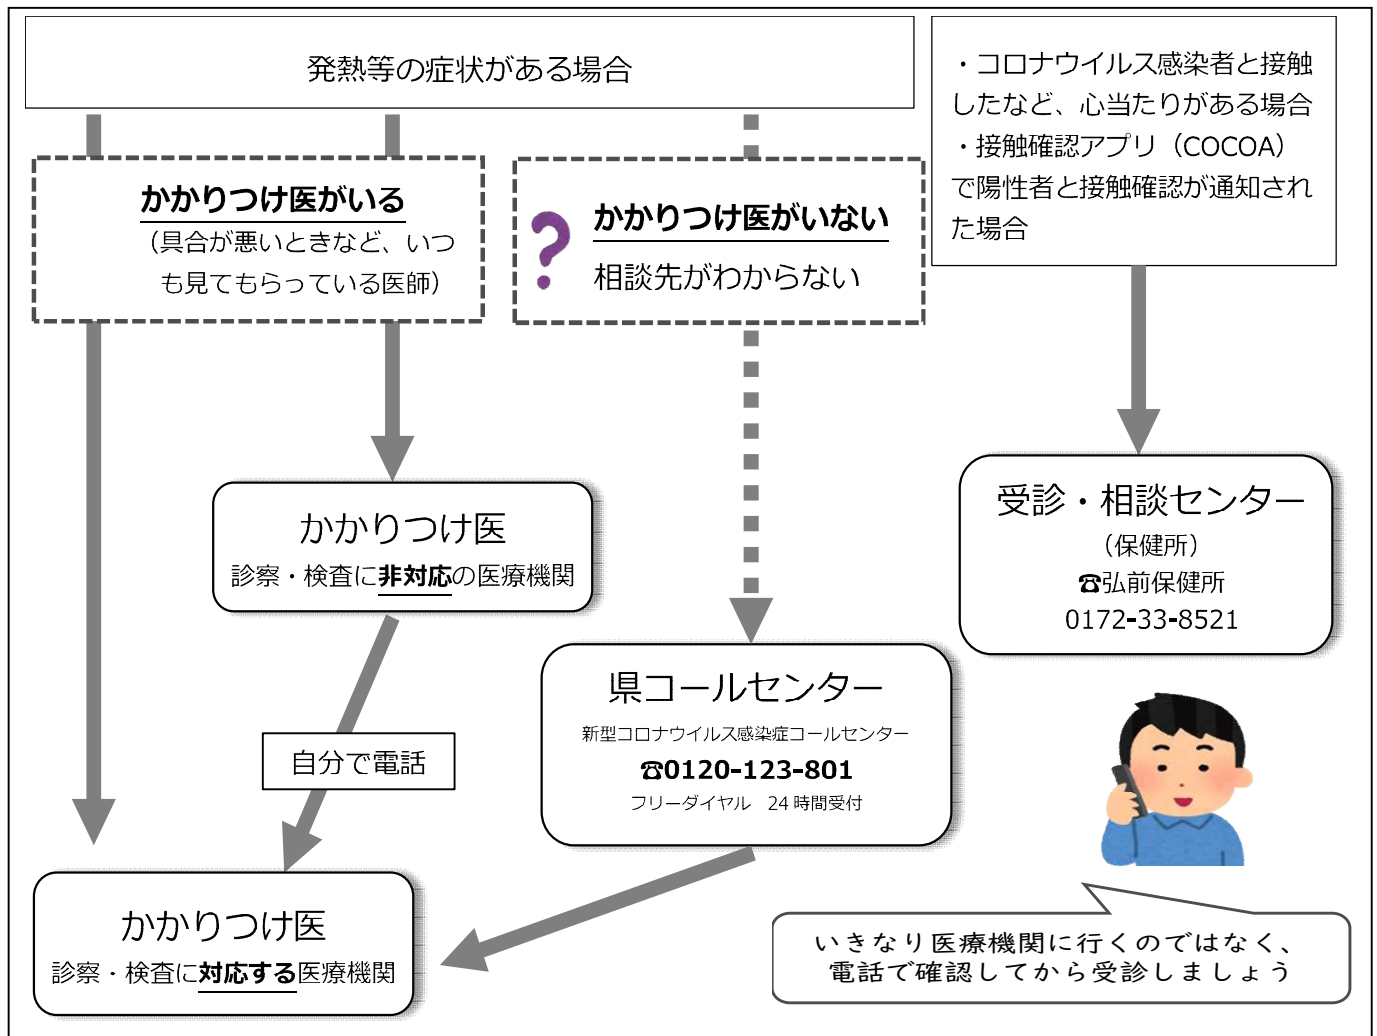 発熱等の症状がある場合
・コロナウイルス感染者と接触
したなど、心当たりがある場合
・接触確認アプリ（COCOA）
で陽性者と接触確認が通知され
た場合
かかりつけ医がいる
（具合が悪いときなど、いつ
も見てもらっている医師）
?
かかりつけ医がいない
相談先がわからない
かかりつけ医
診察・検査に非対応の医療機関
受診・相談センター
（保健所）
☎弘前保健所
0172-33-8521
県コールセンター
新型コロナウイルス感染症コールセンター
☎0120-123-801
フリーダイヤル　24時間受付
自分で電話
かかりつけ医
診察・検査に対応する医療機関
いきなり医療機関に行くのではなく、
電話で確認してから受診しましょう